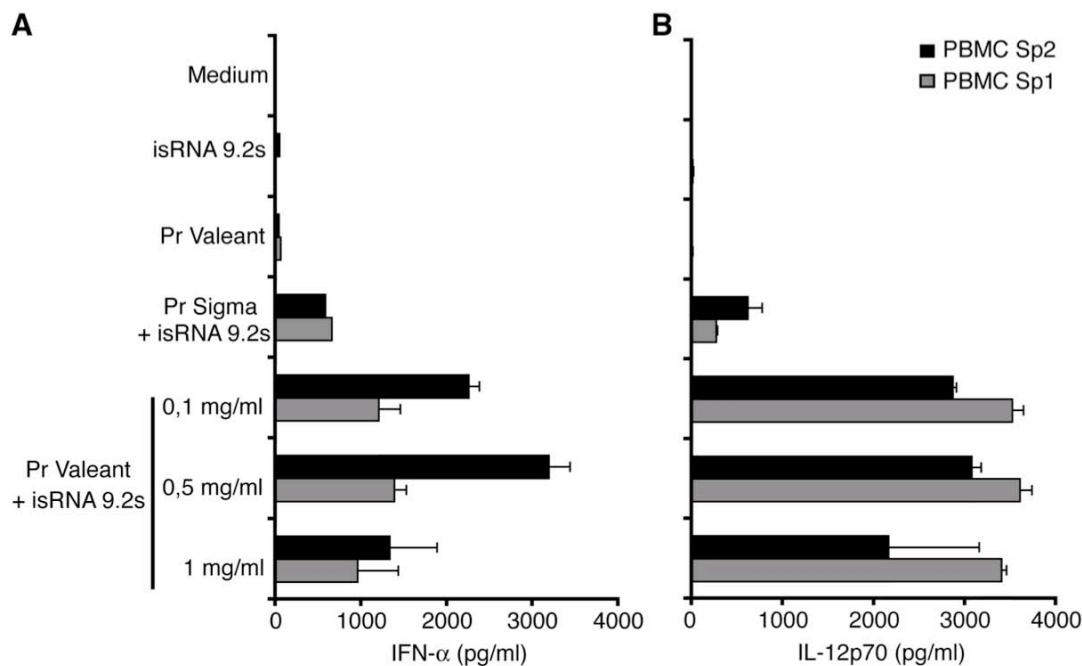 A
B
PBMC Sp2
PBMC Sp1
Medium
isRNA 9.2s
Pr Valeant
Pr Sigma
+ isRNA 9.2s
0,1 mg/ml
Pr Valeant
+ isRNA 9.2s
0,5 mg/ml
1 mg/ml
0 1000 2000 3000 4000
IFN-α (pg/ml)
0 1000 2000 3000 4000
IL-12p70 (pg/ml)